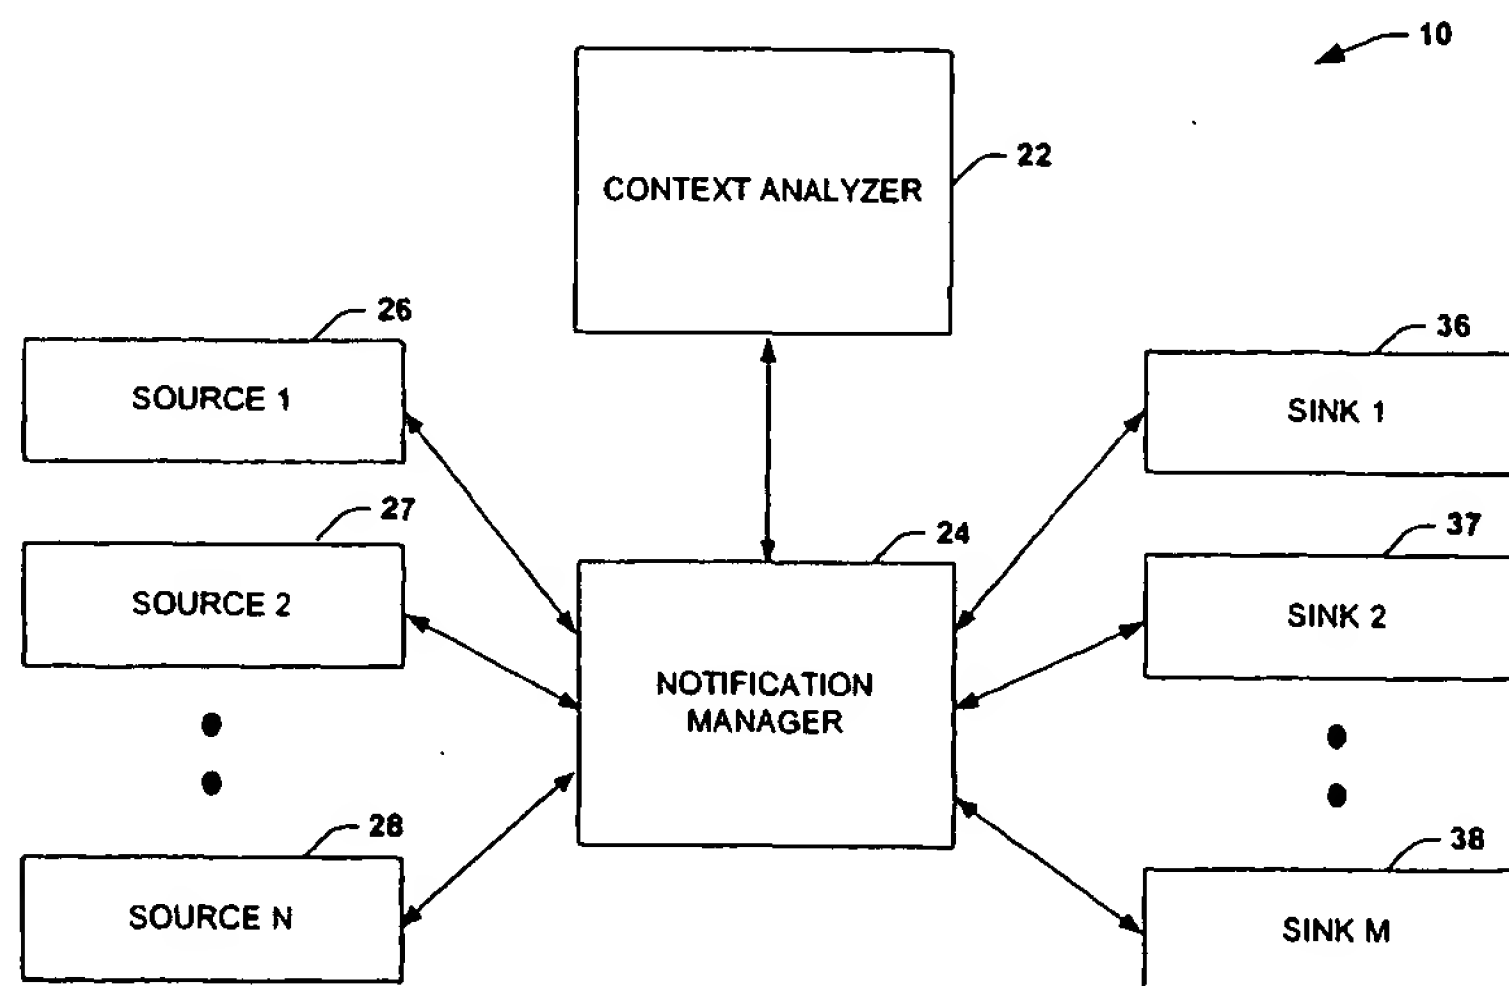 10
22
CONTEXT ANALYZER
26
36
SOURCE 1
SINK 1
27
24
37
SOURCE 2
SINK 2
NOTIFICATION
MANAGER
28
38
SOURCE N
SINK M